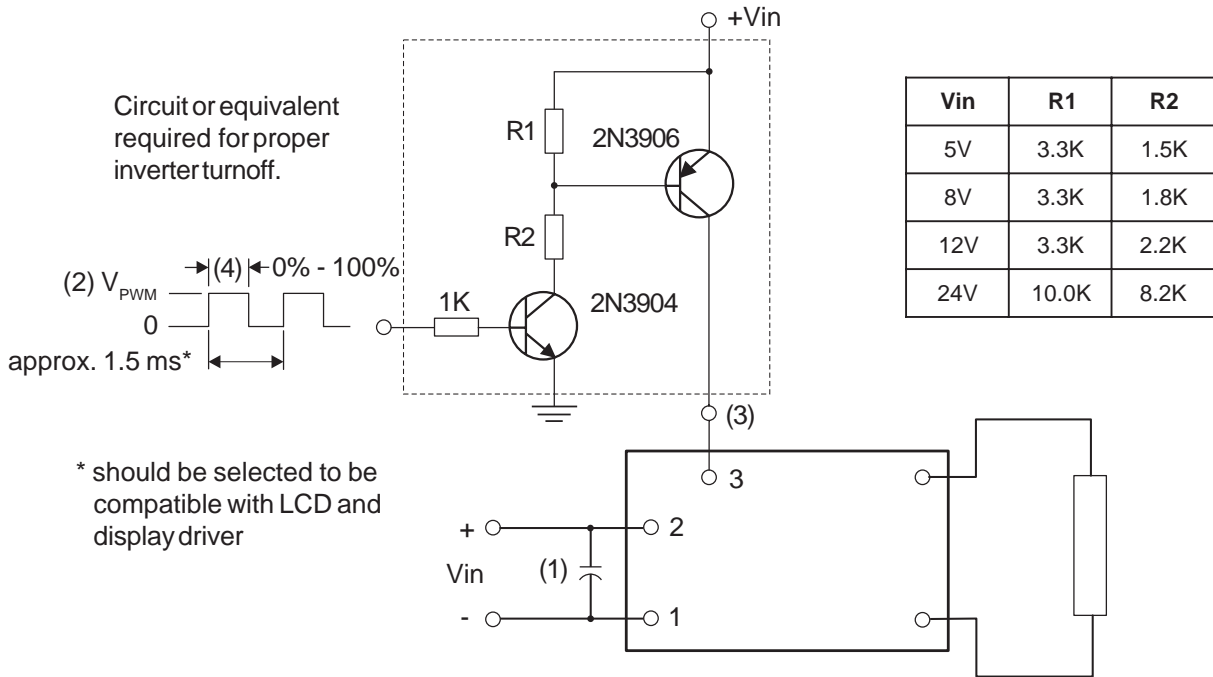 +Vin
Circuit or equivalent
required for proper
inverter turnoff.
R1
2N3906
R2
(4) 0% - 100%
(2) VPWM
0
approx. 1.5 ms*
1K
2N3904
(3)
* should be selected to be
compatible with LCD and
display driver
3
+
2
Vin
(1)
-
1
Vin R1 R2
5V 3.3K 1.5K
8V 3.3K 1.8K
12V 3.3K 2.2K
24V 10.0K 8.2K